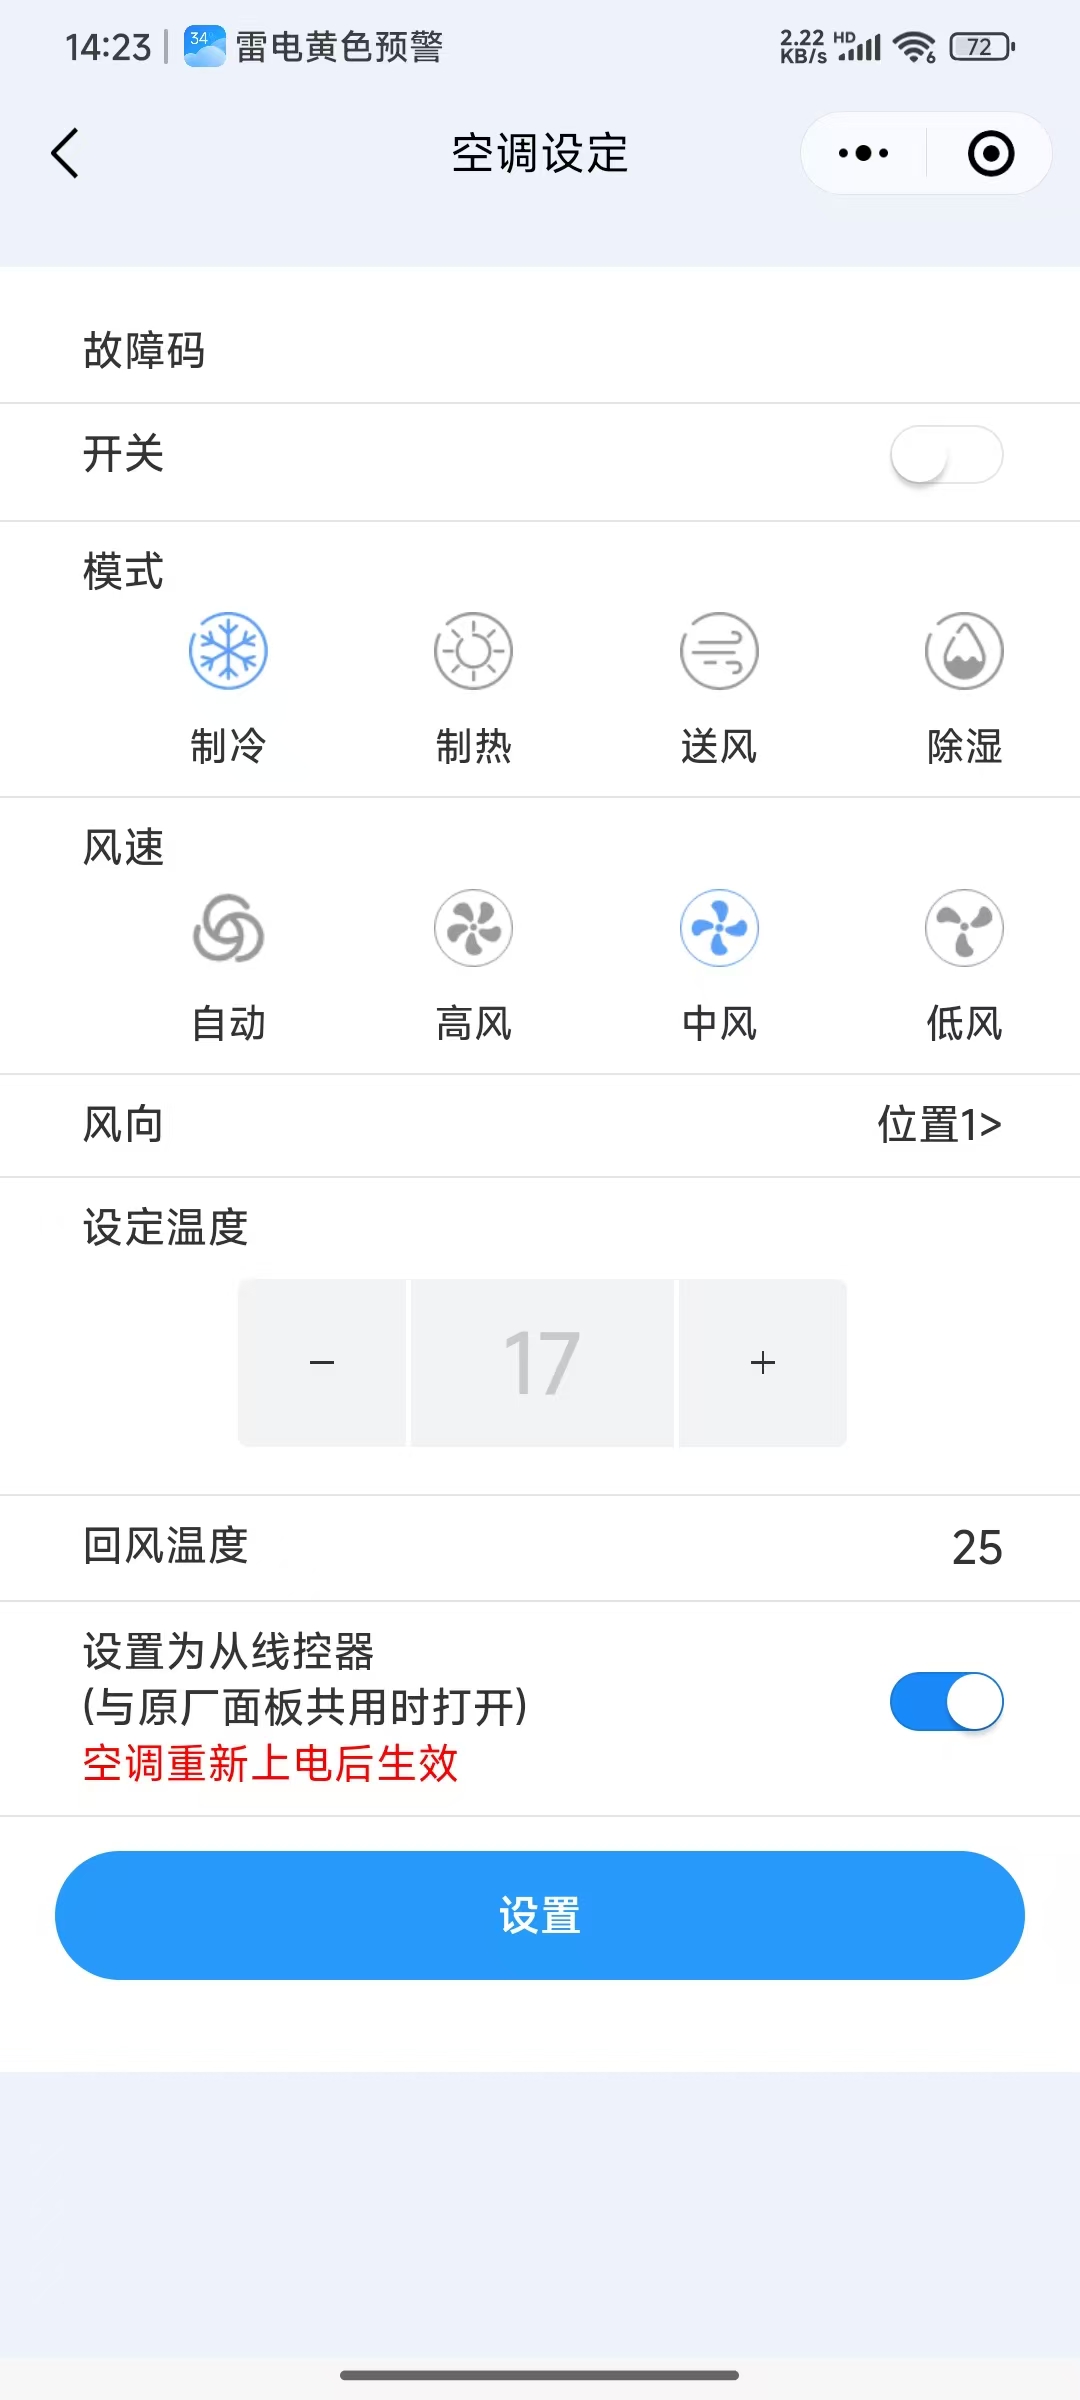 14:23
34°
雷电黄色预警
2.22 KB/s
HD
6
72
空调设定
故障码
开关
模式
制冷 制热 送风 除湿
风速
自动 高风 中风 低风
风向 位置1>
设定温度
− 17 +
回风温度 25
设置为从线控器
(与原厂面板共用时打开)
空调重新上电后生效
设置